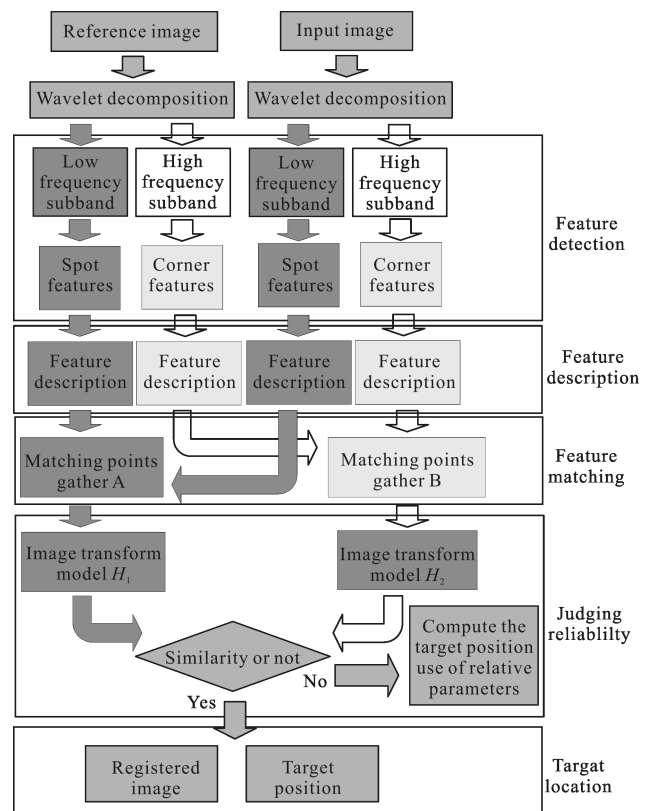 Reference image
Input image
Wavelet decomposition
Wavelet decomposition
Low
frequency
subband
High
frequency
subband
Low
frequency
subband
High
frequency
subband
Feature
detection
Spot
features
Corner
features
Spot
features
Corner
features
Feature
description
Feature
description
Feature
description
Feature
description
Feature
description
Matching points
gather A
Matching points
gather B
Feature
matching
Image transform
model H₁
Image transform
model H₂
Judging
reliablilty
Similarity or not
No
Compute the
target position
use of relative
parameters
Yes
Registered
image
Target
position
Targat
location